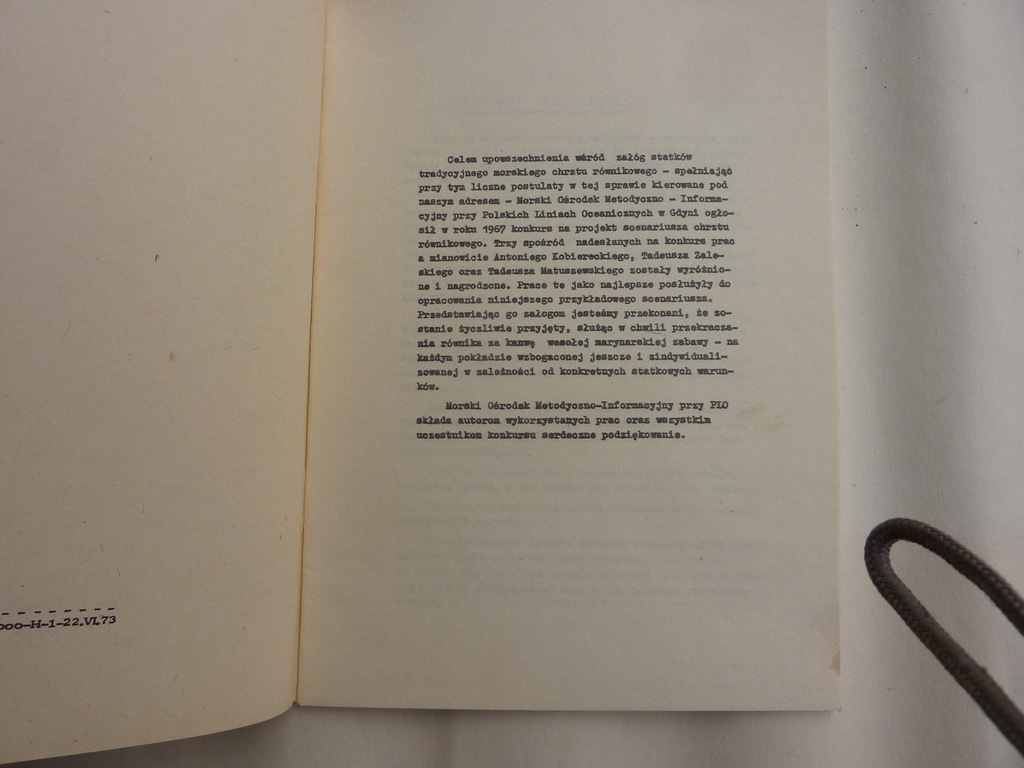 ooo-H-1-22.VI.73
Celem upowszechnienia wśród załóg statków
tradycyjnego morskiego chrztu równikowego - spełniając
przy tym liczne postulaty w tej sprawie kierowane pod
naszym adresem - Morski Ośrodek Metodyczno - Informa-
cyjny przy Polskich Liniach Oceanicznych w Gdyni ogło-
sił w roku 1967 konkurs na projekt scenariusza chrztu
równikowego. Trzy spośród nadesłanych na konkurs prac
a mianowicie Antoniego Kobiereckiego, Tadeusza Zale-
skiego oraz Tadeusza Matuszewskiego zostały wyróżnio-
ne i nagrodzone. Prace te jako najlepsze posłużyły do
opracowania niniejszego przykładowego scenariusza.
Przedstawiając go załogom jesteśmy przekonani, że zo-
stanie życzliwie przyjęty, służąc w chwili przekracza-
nia równika za kanwę wesołej marynarskiej zabawy - na
każdym pokładzie wzbogaconej jeszcze i zindywiduali-
zowanej w zależności od konkretnych statkowych warun-
ków.
Morski Ośrodek Metodyczno-Informacyjny przy PLO
składa autorom wykorzystanych prac oraz wszystkim
uczestnikom konkursu serdeczne podziękowanie.